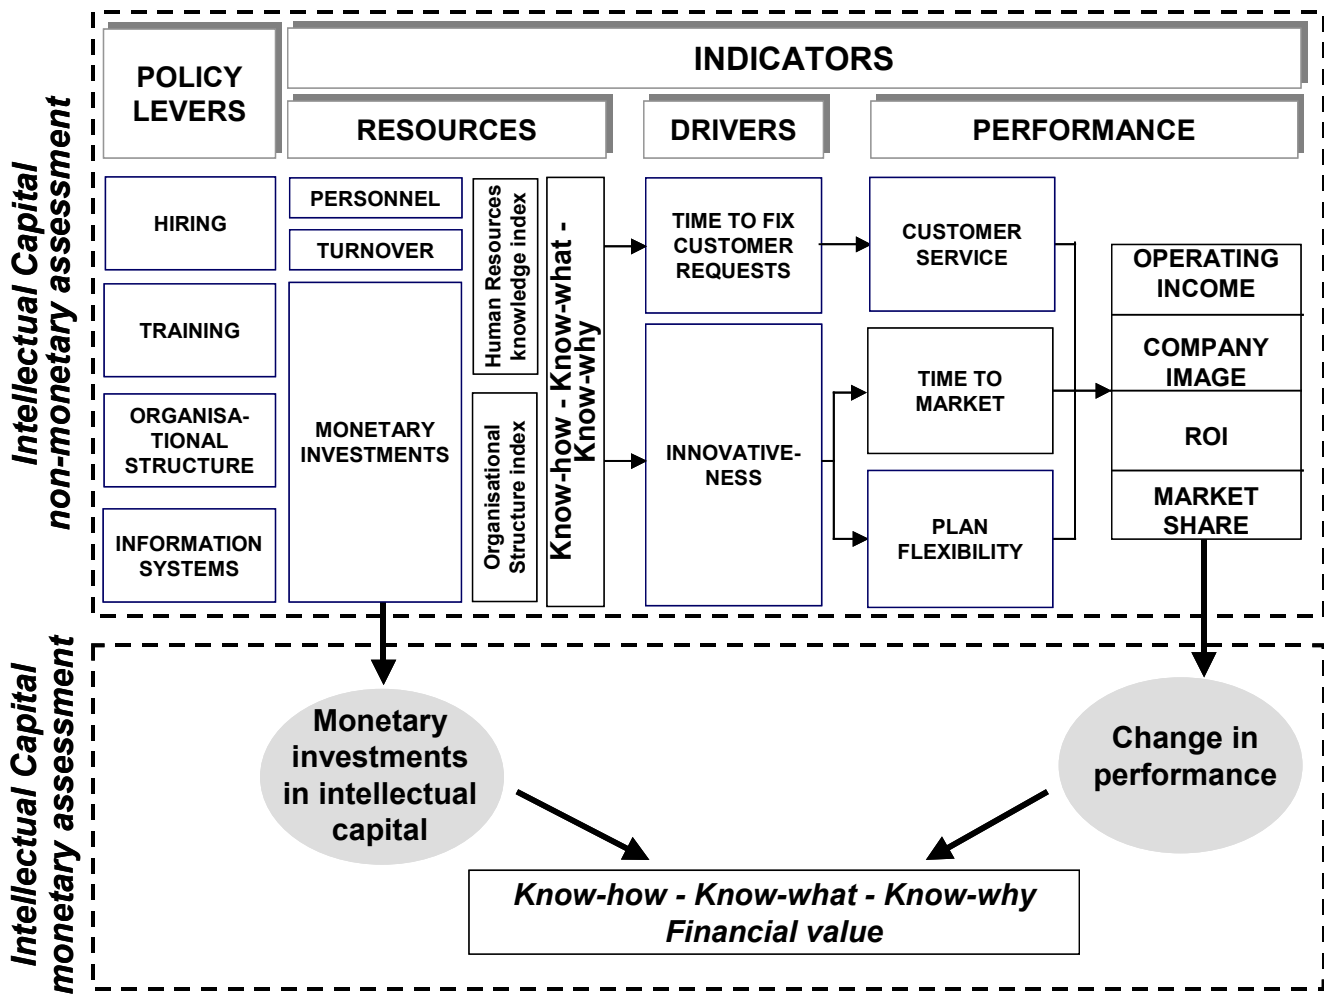 Intellectual Capital
non-monetary assessment
POLICY
LEVERS
INDICATORS
RESOURCES
DRIVERS
PERFORMANCE
HIRING
TRAINING
ORGANISA-
TIONAL
STRUCTURE
INFORMATION
SYSTEMS
PERSONNEL
TURNOVER
MONETARY
INVESTMENTS
Human Resources
knowledge index
Organisational
Structure index
Know-how - Know-what -
Know-why
TIME TO FIX
CUSTOMER
REQUESTS
INNOVATIVE-
NESS
CUSTOMER
SERVICE
TIME TO
MARKET
PLAN
FLEXIBILITY
OPERATING
INCOME
COMPANY
IMAGE
ROI
MARKET
SHARE
Intellectual Capital
monetary assessment
Monetary
investments
in intellectual
capital
Change in
performance
Know-how - Know-what - Know-why
Financial value